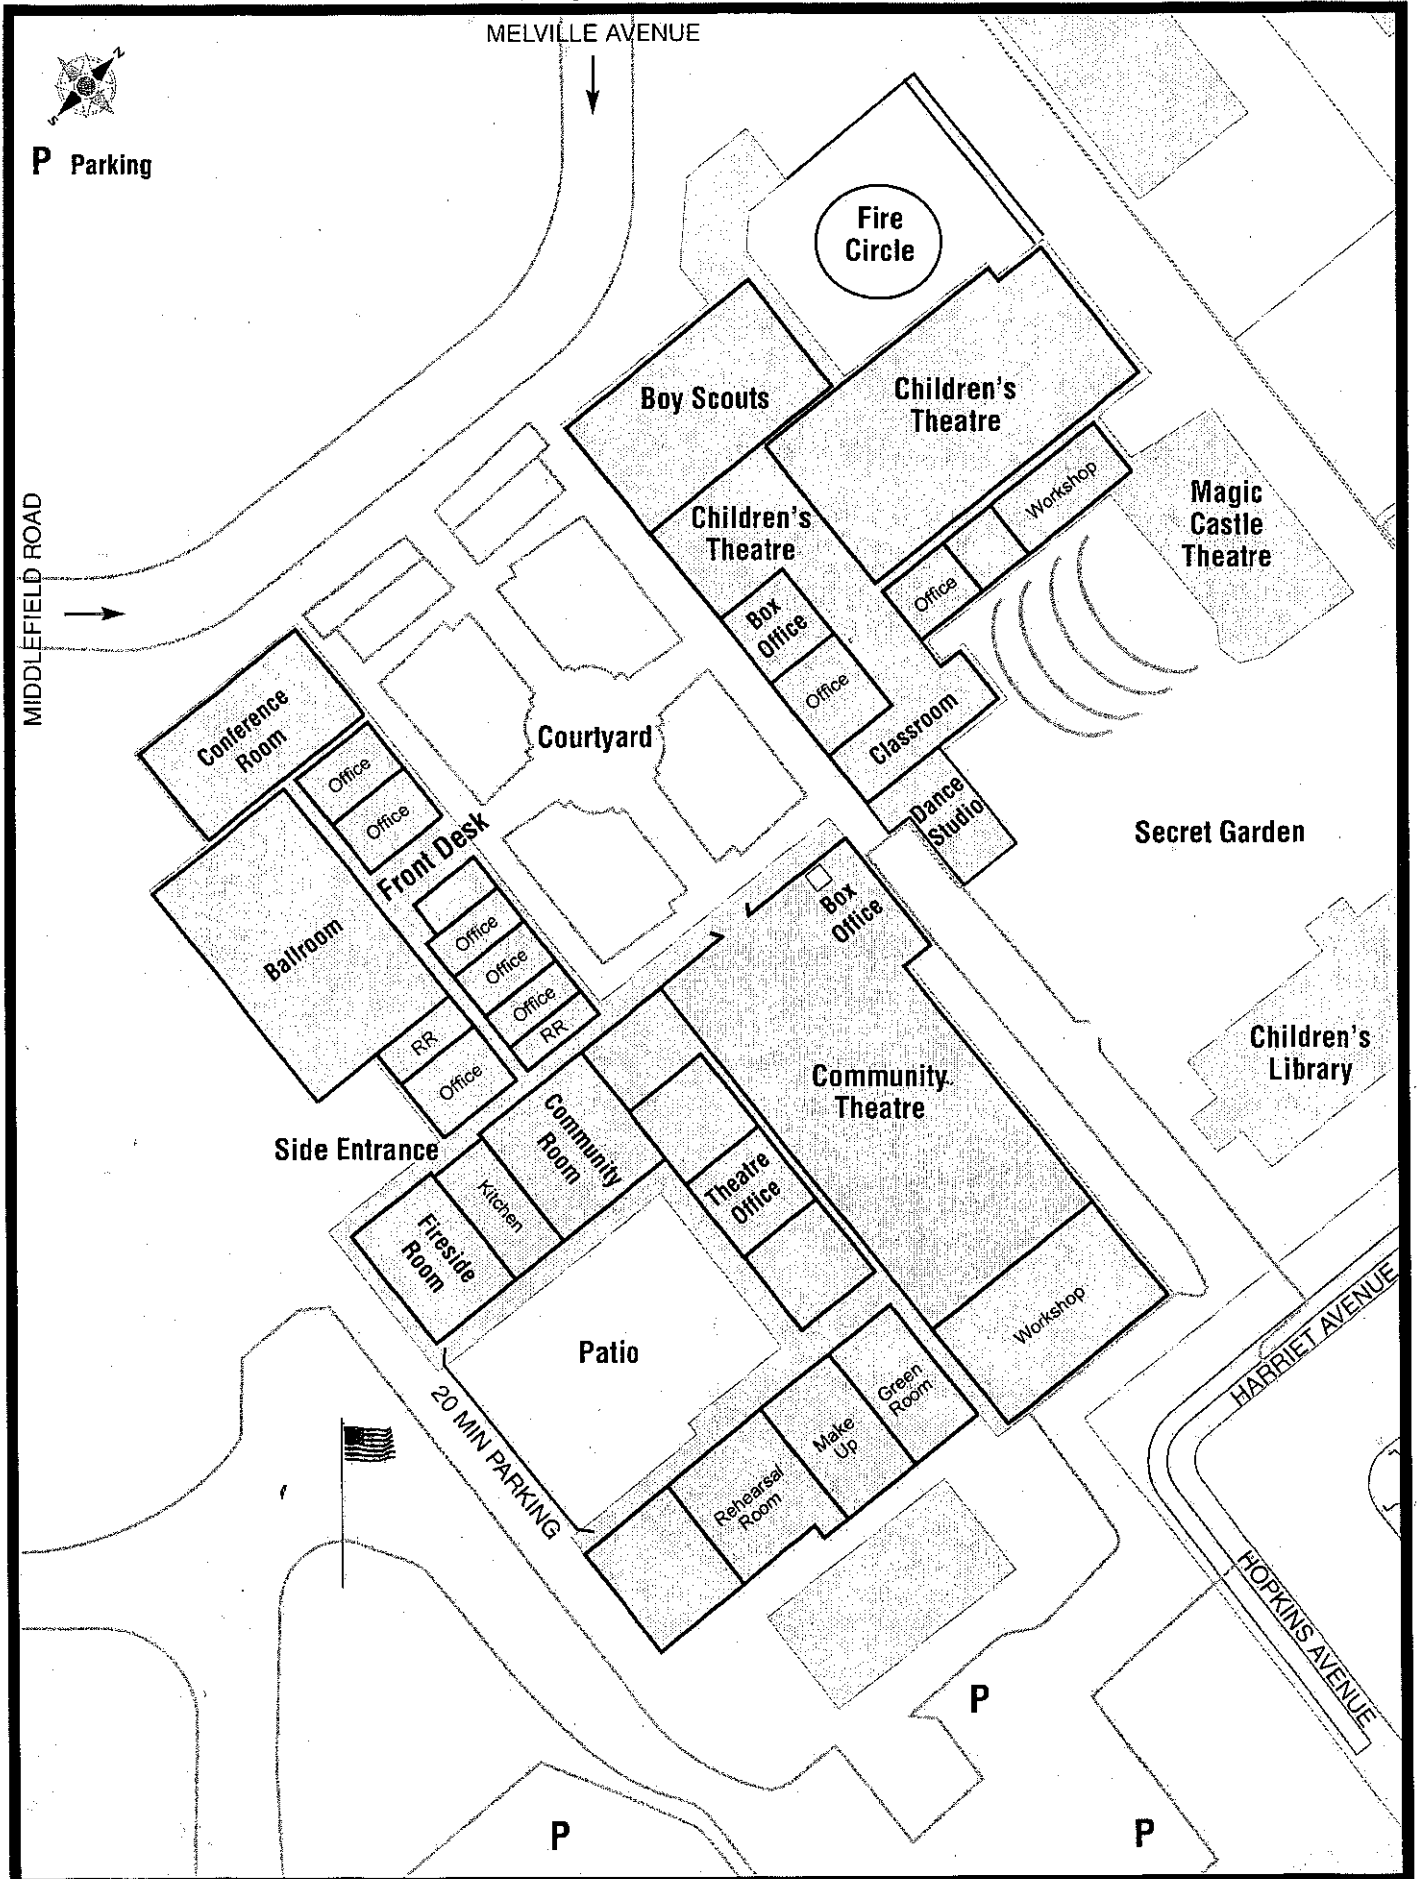 MELVILLE AVENUE
N
S
P Parking
Fire
Circle
Boy Scouts
Children's
Theatre
Workshop
Magic
Castle
Theatre
Children's
Theatre
Office
MIDDLEFIELD ROAD
Box
Office
Office
Classroom
Conference
Room
Courtyard
Office
Office
Front Desk
Dance
Studio
Secret Garden
Box
Office
Ballroom
Office
Office
Office
RR
RR
Office
Children's
Library
Community
Theatre
Community
Room
Side Entrance
Kitchen
Theatre
Office
Fireside
Room
Workshop
HARRIET AVENUE
Patio
Green
Room
Make
Up
20 MIN PARKING
Rehearsal
Room
HOPKINS AVENUE
P
P
P